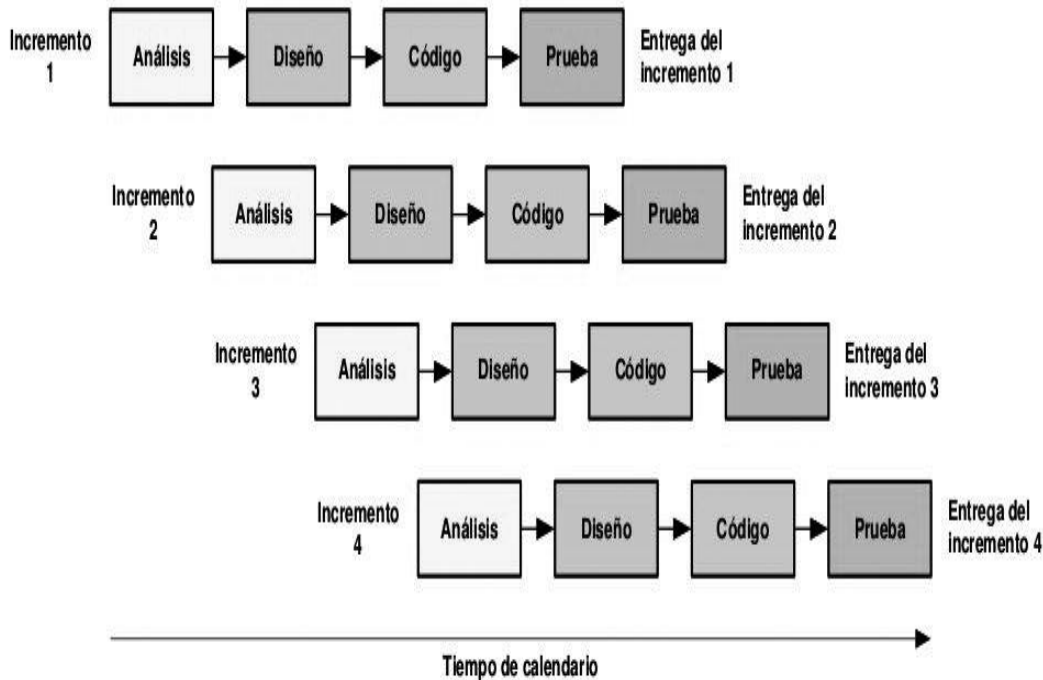 Incremento
1
Análisis
Diseño
Código
Prueba
Entrega del
incremento 1
Incremento
2
Análisis
Diseño
Código
Prueba
Entrega del
incremento 2
Incremento
3
Análisis
Diseño
Código
Prueba
Entrega del
incremento 3
Incremento
4
Análisis
Diseño
Código
Prueba
Entrega del
incremento 4
Tiempo de calendario